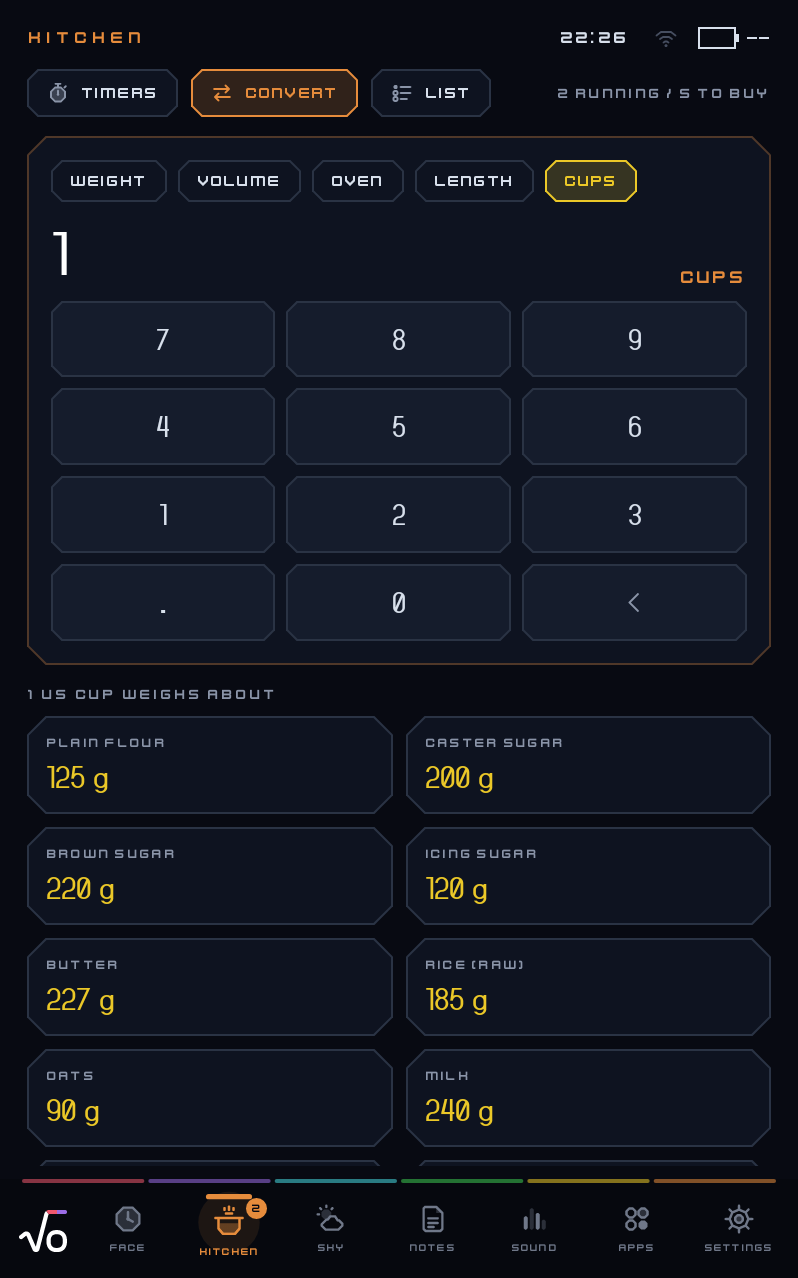 KITCHEN
22:26
--
TIMERS
CONVERT
LIST
2 RUNNING / 5 TO BUY
WEIGHT
VOLUME
OVEN
LENGTH
CUPS
1
CUPS
7
8
9
4
5
6
1
2
3
.
0
1 US CUP WEIGHS ABOUT
PLAIN FLOUR
125 g
CASTER SUGAR
200 g
BROWN SUGAR
220 g
ICING SUGAR
120 g
BUTTER
227 g
RICE (RAW)
185 g
OATS
90 g
MILK
240 g
√o
FACE
2
KITCHEN
SKY
NOTES
SOUND
APPS
SETTINGS